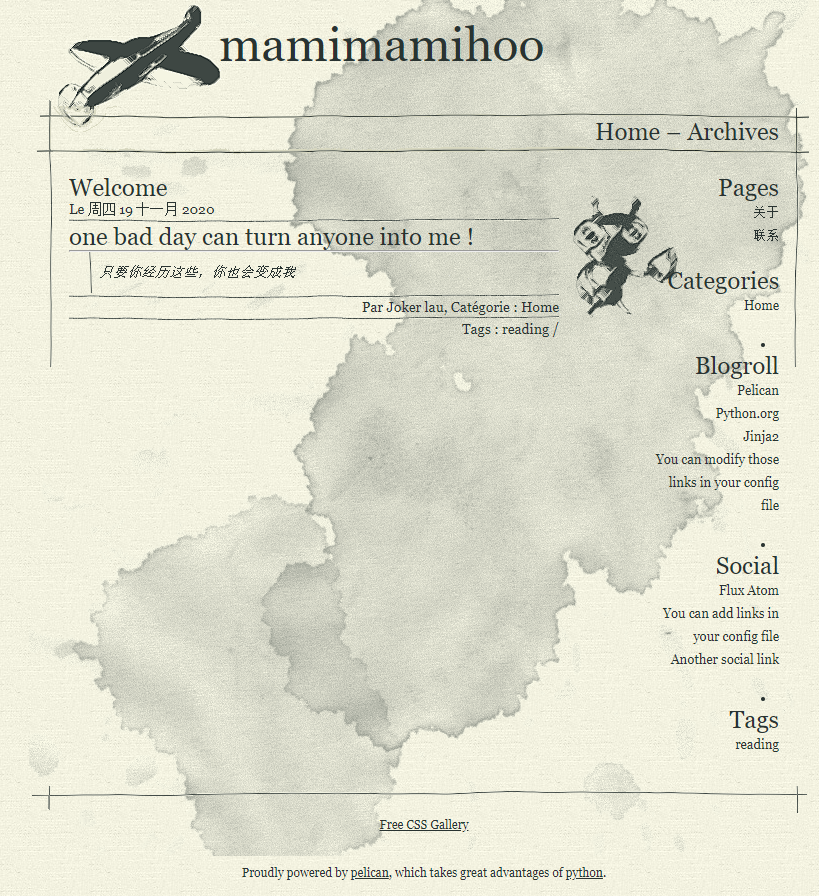 mamimamihoo
Home – Archives
Welcome
Le 周四 19 十一月 2020
one bad day can turn anyone into me !
只要你经历这些，你也会变成我
Par Joker lau, Catégorie : Home
Tags : reading /
Pages
关于
联系
Categories
Home
Blogroll
Pelican
Python.org
Jinja2
You can modify those
links in your config
file
Social
Flux Atom
You can add links in
your config file
Another social link
Tags
reading
Free CSS Gallery
Proudly powered by pelican, which takes great advantages of python.